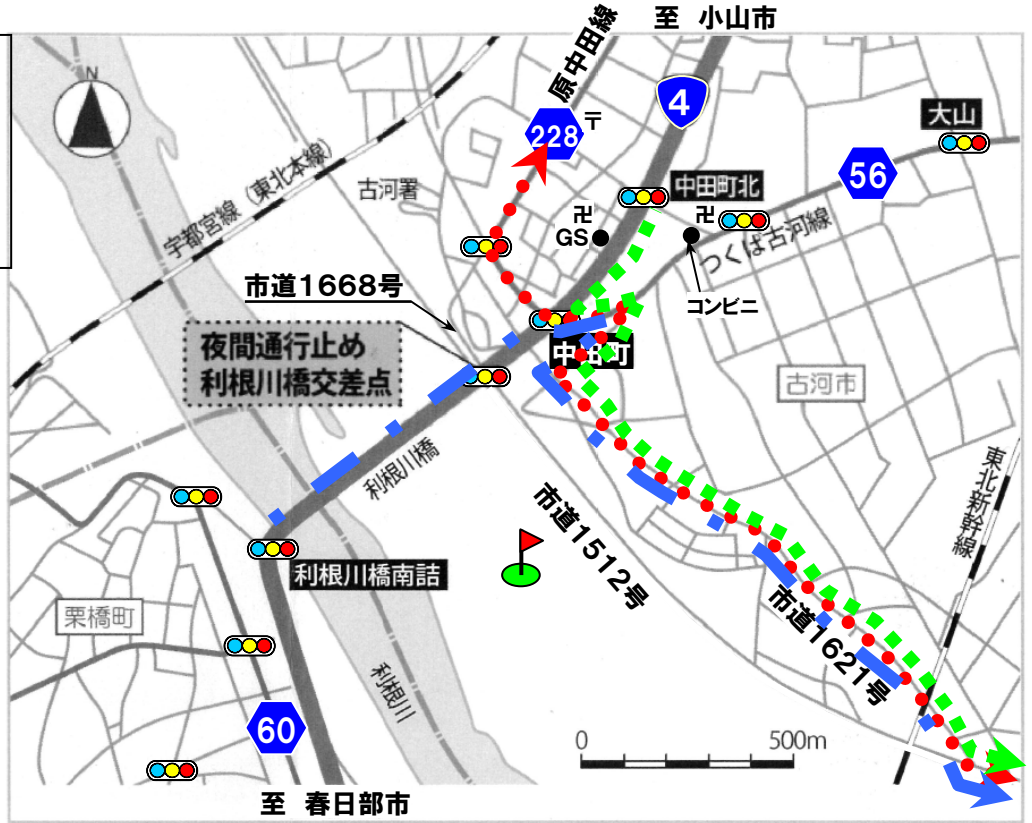 至 小山市
原中田線
N
4
228
〒
大山
56
宇都宮線(東北本線)
古河署
中田町北
卍
卍
GS
つくば古河線
市道1668号
コンビニ
夜間通行止め
利根川橋交差点
中田町
古河市
利根川橋
東北新幹線
市道1512号
利根川橋南詰
栗橋町
市道1621号
利根川
60
0 500m
至 春日部市